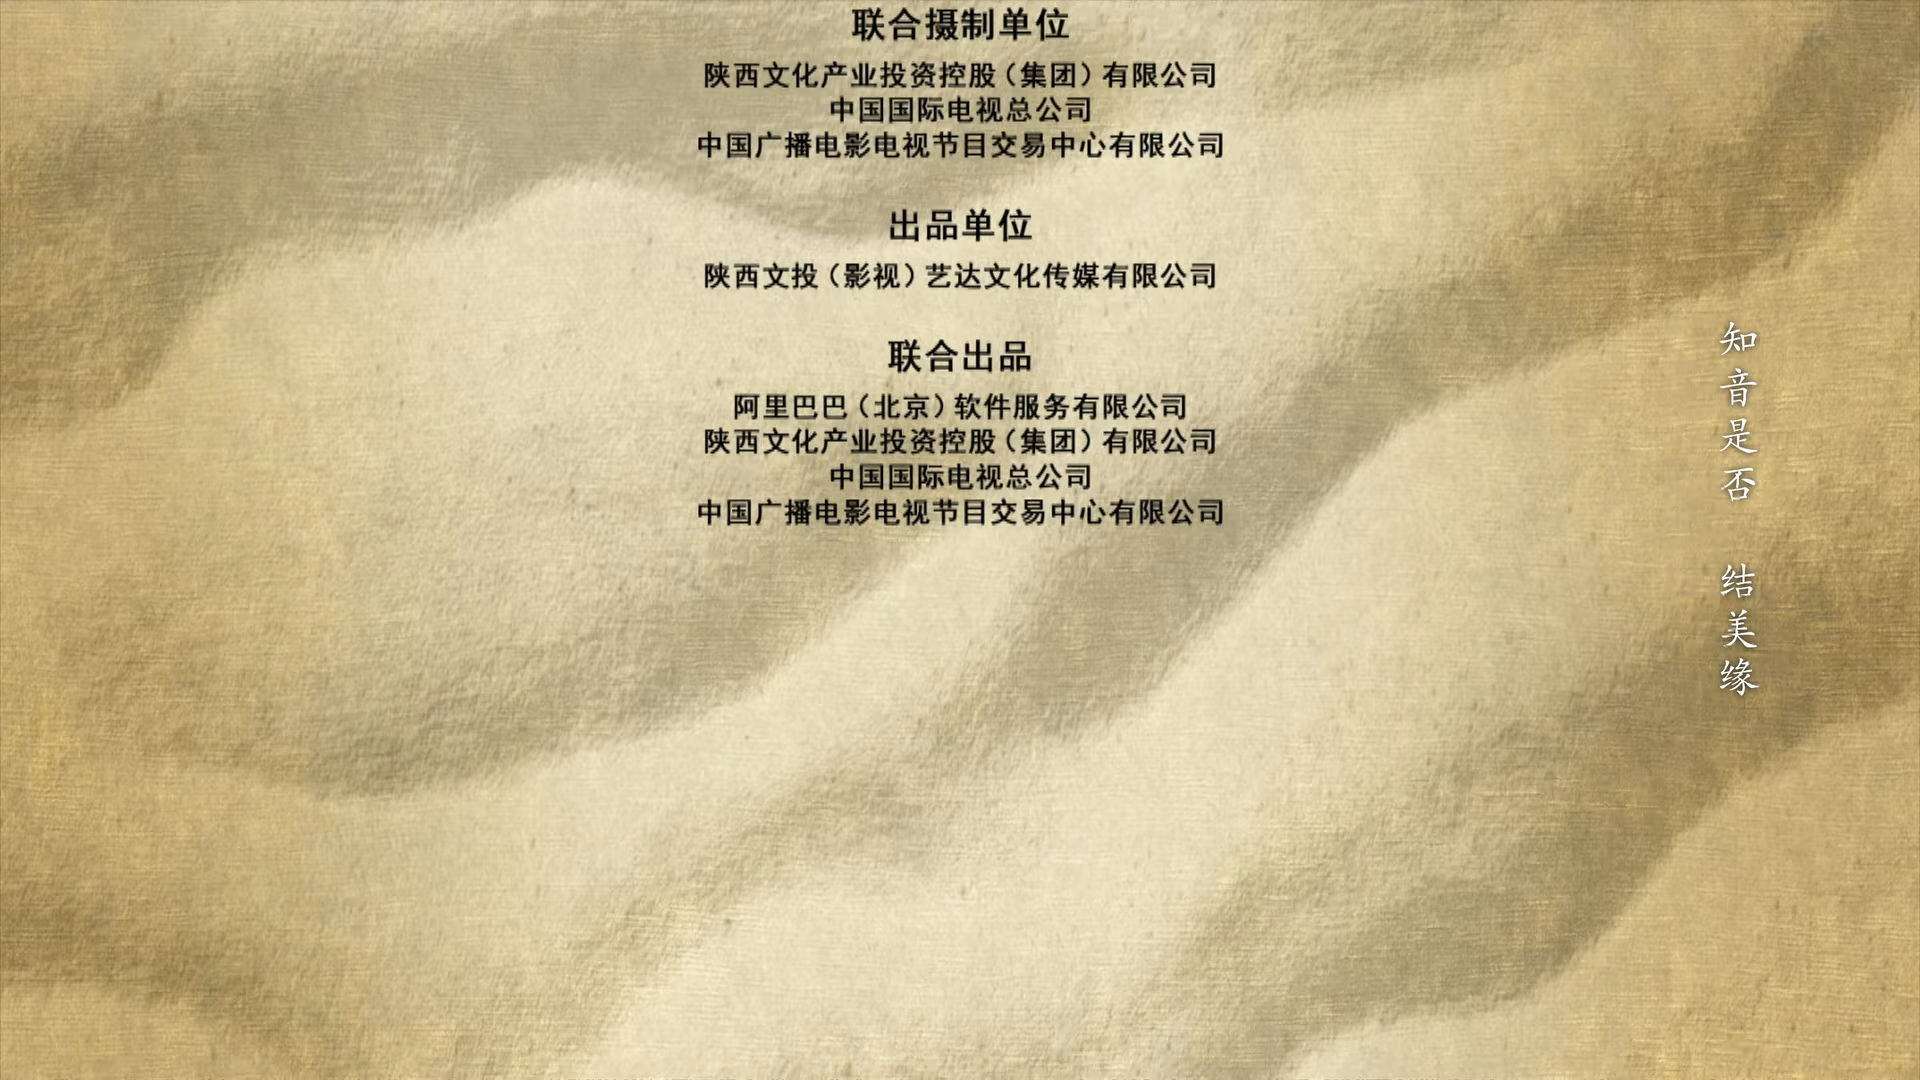 联合摄制单位
陕西文化产业投资控股（集团）有限公司
中国国际电视总公司
中国广播电影电视节目交易中心有限公司
出品单位
陕西文投（影视）艺达文化传媒有限公司
联合出品
阿里巴巴（北京）软件服务有限公司
陕西文化产业投资控股（集团）有限公司
中国国际电视总公司
中国广播电影电视节目交易中心有限公司
知音是否 结美缘